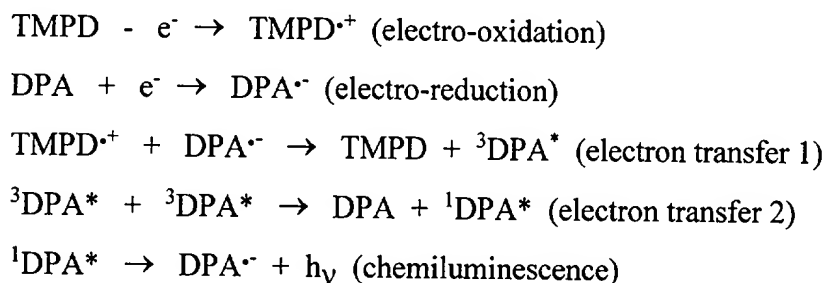 TMPD - e⁻ → TMPD•⁺ (electro-oxidation)
DPA + e⁻ → DPA•⁻ (electro-reduction)
TMPD•⁺ + DPA•⁻ → TMPD + ³DPA* (electron transfer 1)
³DPA* + ³DPA* → DPA + ¹DPA* (electron transfer 2)
¹DPA* → DPA•⁻ + hᵥ (chemiluminescence)